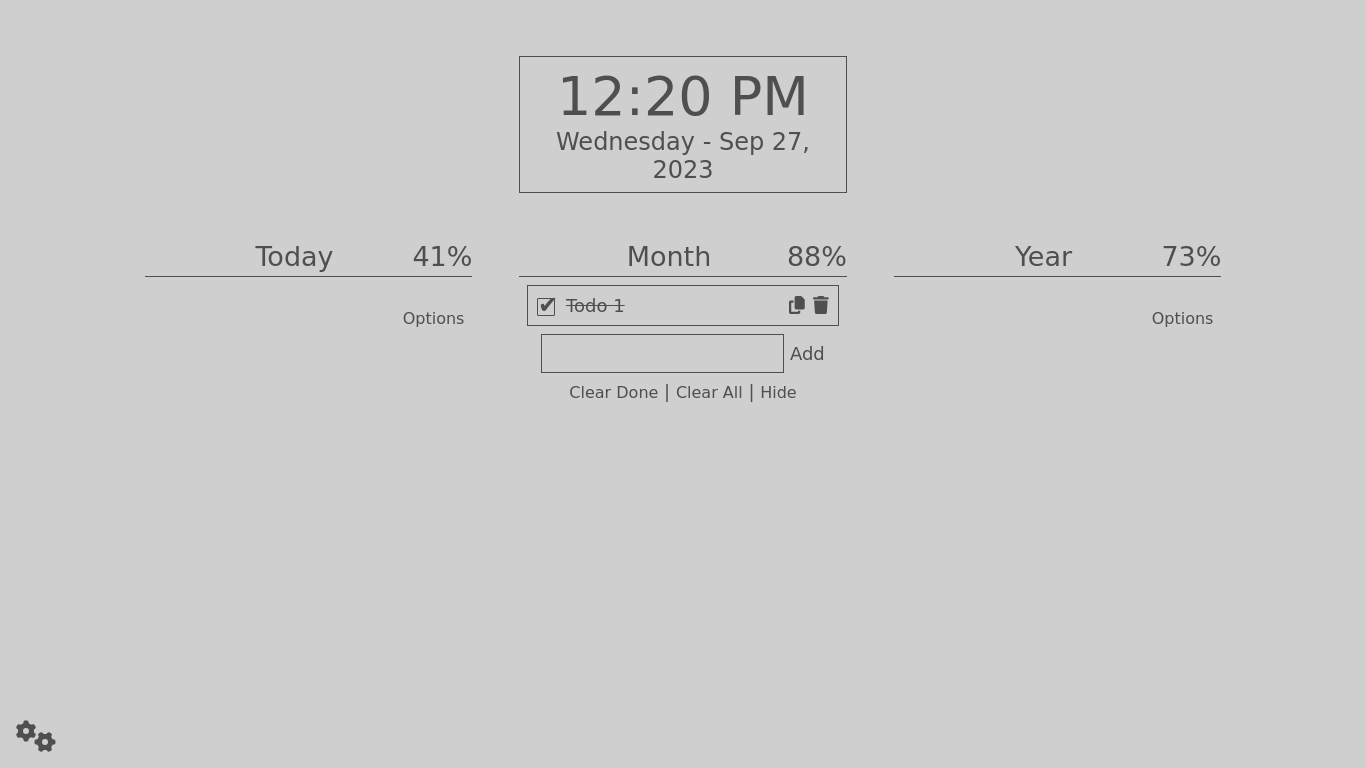 12:20 PM
Wednesday - Sep 27,
2023
Today 41%
Month 88%
Year 73%
Todo 1
Options
Options
Add
Clear Done | Clear All | Hide